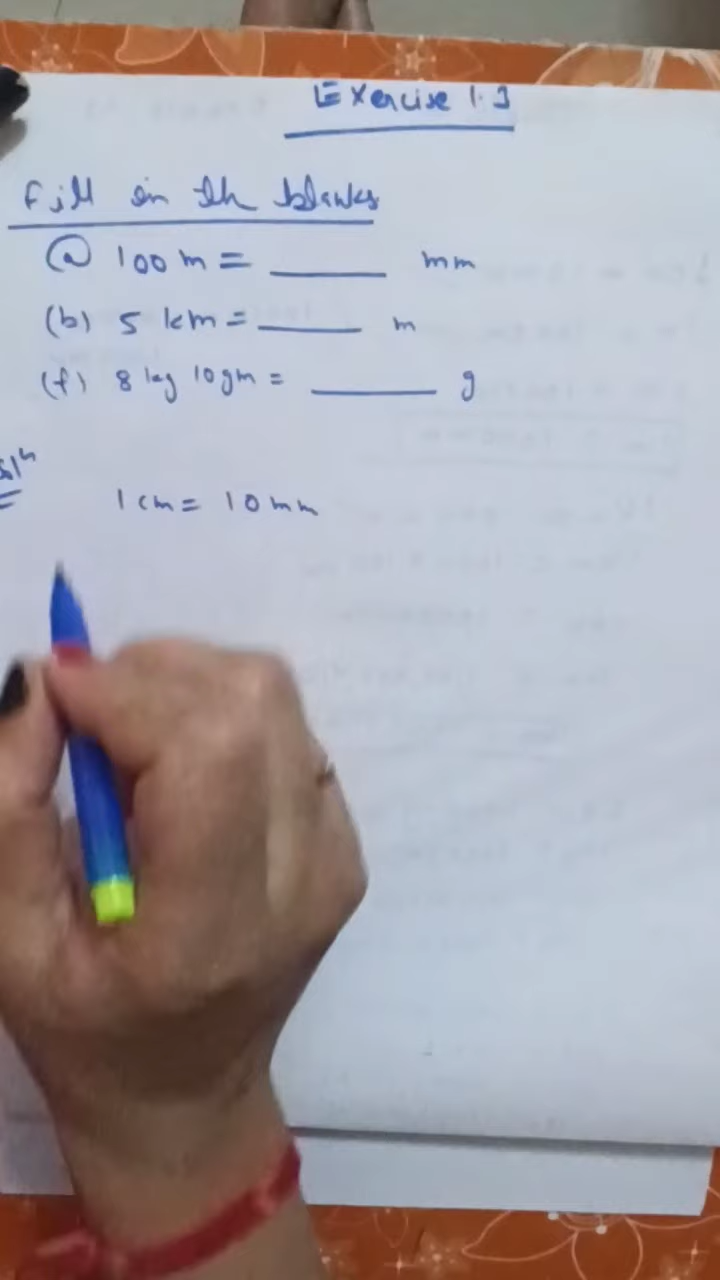 Exercise 1.3
Fill in the blanks
(a) 100 m = ______ mm
(b) 5 km = ______ m
(f) 8 kg 10 gm = ______ g
Solⁿ 1 cm = 10 mm